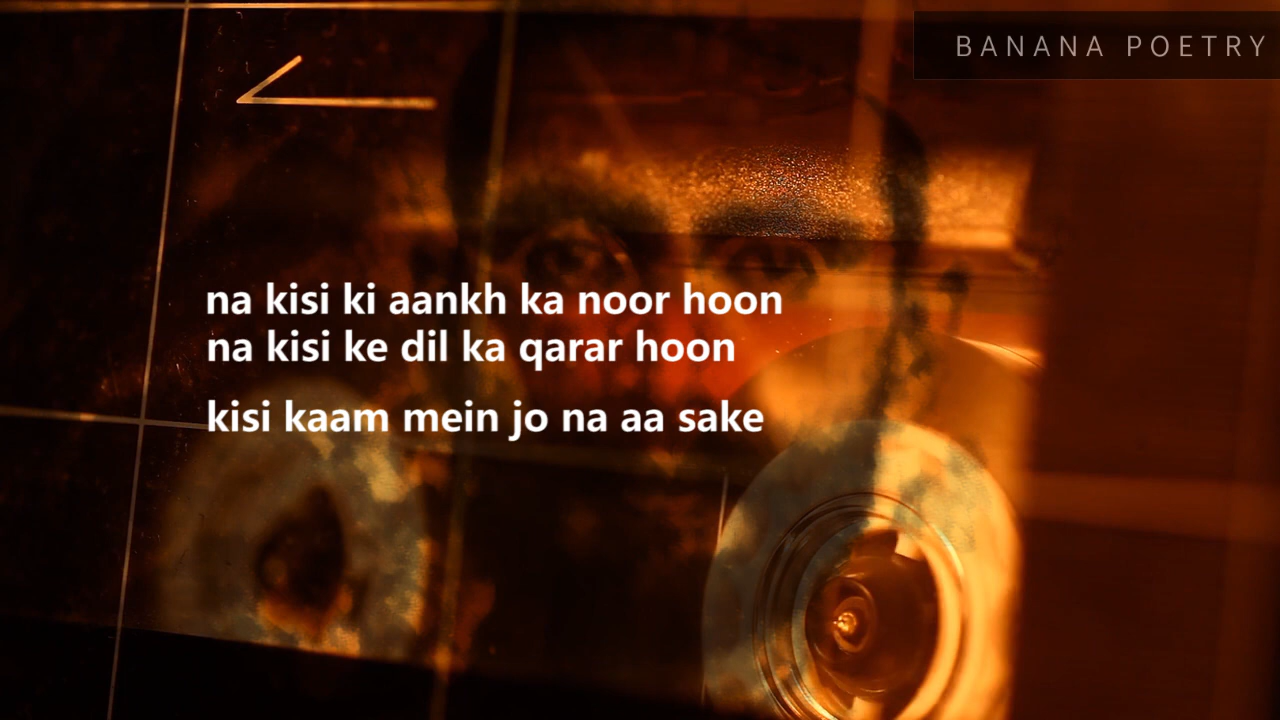 BANANA POETRY
na kisi ki aankh ka noor hoon
na kisi ke dil ka qarar hoon
kisi kaam mein jo na aa sake